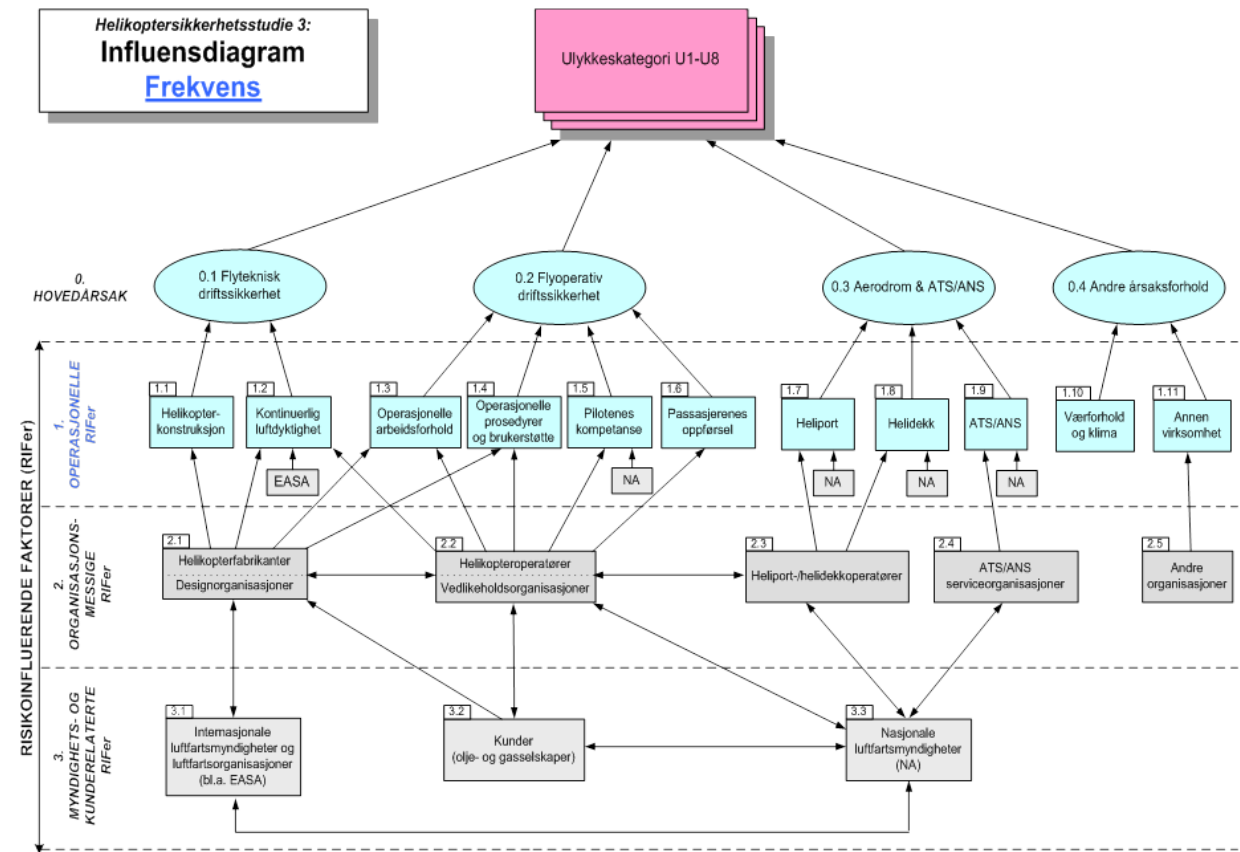 Helikoptersikkerhetsstudie 3:
Influensdiagram
Frekvens
Ulykkeskategori U1-U8
0.
HOVEDÅRSAK
0.1 Flyteknisk
driftssikkerhet
0.2 Flyoperativ
driftssikkerhet
0.3 Aerodrom & ATS/ANS
0.4 Andre årsaksforhold
RISIKOINFLUERENDE FAKTORER (RIFer)
1.
OPERASJONELLE
RIFer
1.1
Helikopter-
konstruksjon
1.2
Kontinuerlig
luftdyktighet
1.3
Operasjonelle
arbeidsforhold
1.4
Operasjonelle
prosedyrer
og brukerstøtte
1.5
Pilotenes
kompetanse
1.6
Passasjerenes
oppførsel
1.7
Heliport
1.8
Helidekk
1.9
ATS/ANS
1.10
Værforhold
og klima
1.11
Annen
virksomhet
EASA
NA
NA
NA
NA
2.
ORGANISASJONS-
MESSIGE
RIFer
2.1
Helikopterfabrikanter
Designorganisasjoner
2.2
Helikopteroperatører
Vedlikeholdsorganisasjoner
2.3
Heliport-/helidekkoperatører
2.4
ATS/ANS
serviceorganisasjoner
2.5
Andre
organisasjoner
3.
MYNDIGHETS- OG
KUNDERELATERTE
RIFer
3.1
Internasjonale
luftfartsmyndigheter og
luftfartsorganisasjoner
(bl.a. EASA)
3.2
Kunder
(olje- og gasselskaper)
3.3
Nasjonale
luftfartsmyndigheter
(NA)